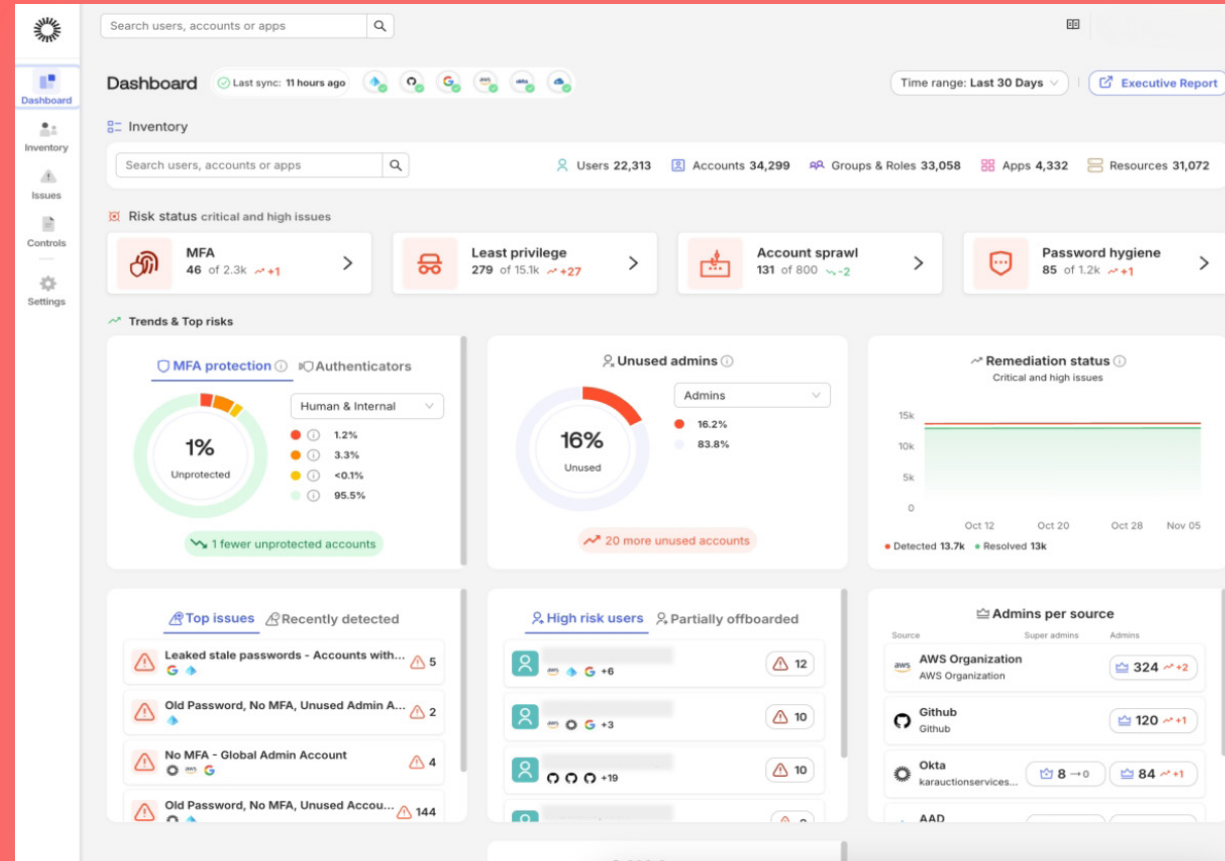 Search users, accounts or apps
Dashboard
Last sync: 11 hours ago
aws
okta
Time range: Last 30 Days
Executive Report
Dashboard
Inventory
Issues
Controls
Settings
Inventory
Search users, accounts or apps
Users 22,313
Accounts 34,299
Groups & Roles 33,058
Apps 4,332
Resources 31,072
Risk status critical and high issues
MFA
46 of 2.3k +1
Least privilege
279 of 15.1k +27
Account sprawl
131 of 800 -2
Password hygiene
85 of 1.2k +1
Trends & Top risks
MFA protection
Authenticators
Human & Internal
1%
Unprotected
1.2%
3.3%
<0.1%
95.5%
1 fewer unprotected accounts
Unused admins
Admins
16%
Unused
16.2%
83.8%
20 more unused accounts
Remediation status
Critical and high issues
15k
10k
5k
0
Oct 12 Oct 20 Oct 28 Nov 05
Detected 13.7k Resolved 13k
Top issues
Recently detected
Leaked stale passwords - Accounts with... 5
Old Password, No MFA, Unused Admin A... 2
No MFA - Global Admin Account 4
aws
Old Password, No MFA, Unused Accou... 144
High risk users
Partially offboarded
12
aws +6
10
aws +3
10
+19
Admins per source
Source Super admins Admins
aws
AWS Organization
AWS Organization
324 +2
Github
Github
120 +1
Okta
karauctionservices...
8 →0
84 +1
AAD